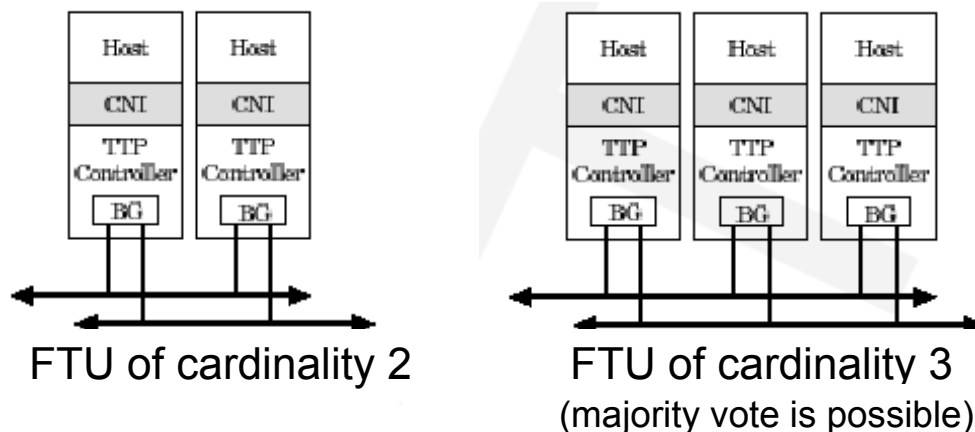 Host Host Host Host Host
CNI CNI CNI CNI CNI
TTP TTP TTP TTP TTP
Controller Controller Controller Controller Controller
BG BG BG BG BG
FTU of cardinality 2 FTU of cardinality 3
(majority vote is possible)